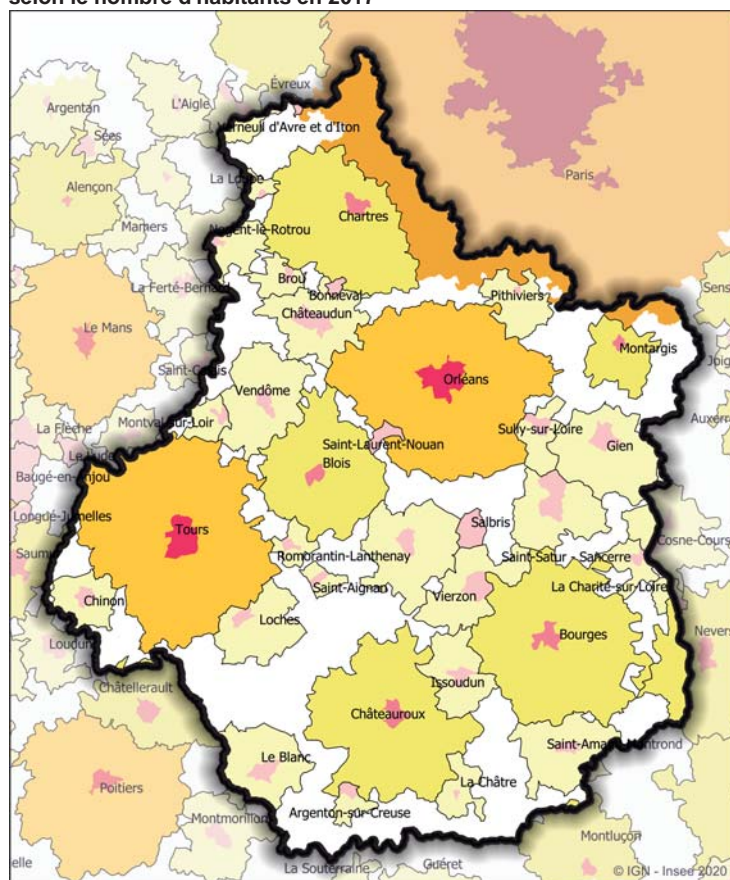 selon le nombre d'habitants en 2017
Évreux
Argentan
L'Aigle
Verneuil d'Avre et d'Iton
Sées
Paris
Alençon
La Loupe
Chartres
Mamers
Nogent-le-Rotrou
La Ferté-Bernard
Brou
Bonneval
Pithiviers
Sens
Châteaudun
Le Mans
Montargis
Joig
Saint-Calais
Orléans
Vendôme
La Flèche
Montval-sur-Loir
Sully-sur-Loire
Auxerre
Saint-Laurent-Nouan
Gien
Le Lude
Blois
Baugé-en-Anjou
Longué-Jumelles
Tours
Salbris
Cosne-Cours
Saumu
Romorantin-Lanthenay
Saint-Satur - Sancerre
Saint-Aignan
La Charité-sur-Loire
Chinon
Vierzon
Loches
Bourges
Nevers
Loudun
Issoudun
Châtellerault
Châteauroux
Saint-Amand-Montrond
Le Blanc
Poitiers
La Châtre
Argenton-sur-Creuse
Montmorillon
Montluçon
elle
Guéret
La Souterraine
© IGN - Insee 2020